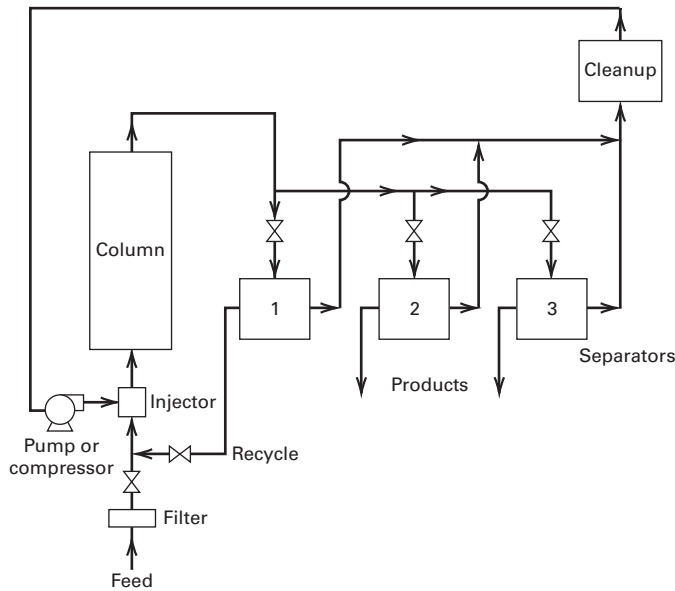 Cleanup
Column
1
2
3
Separators
Products
Injector
Pump or
compressor
Recycle
Filter
Feed